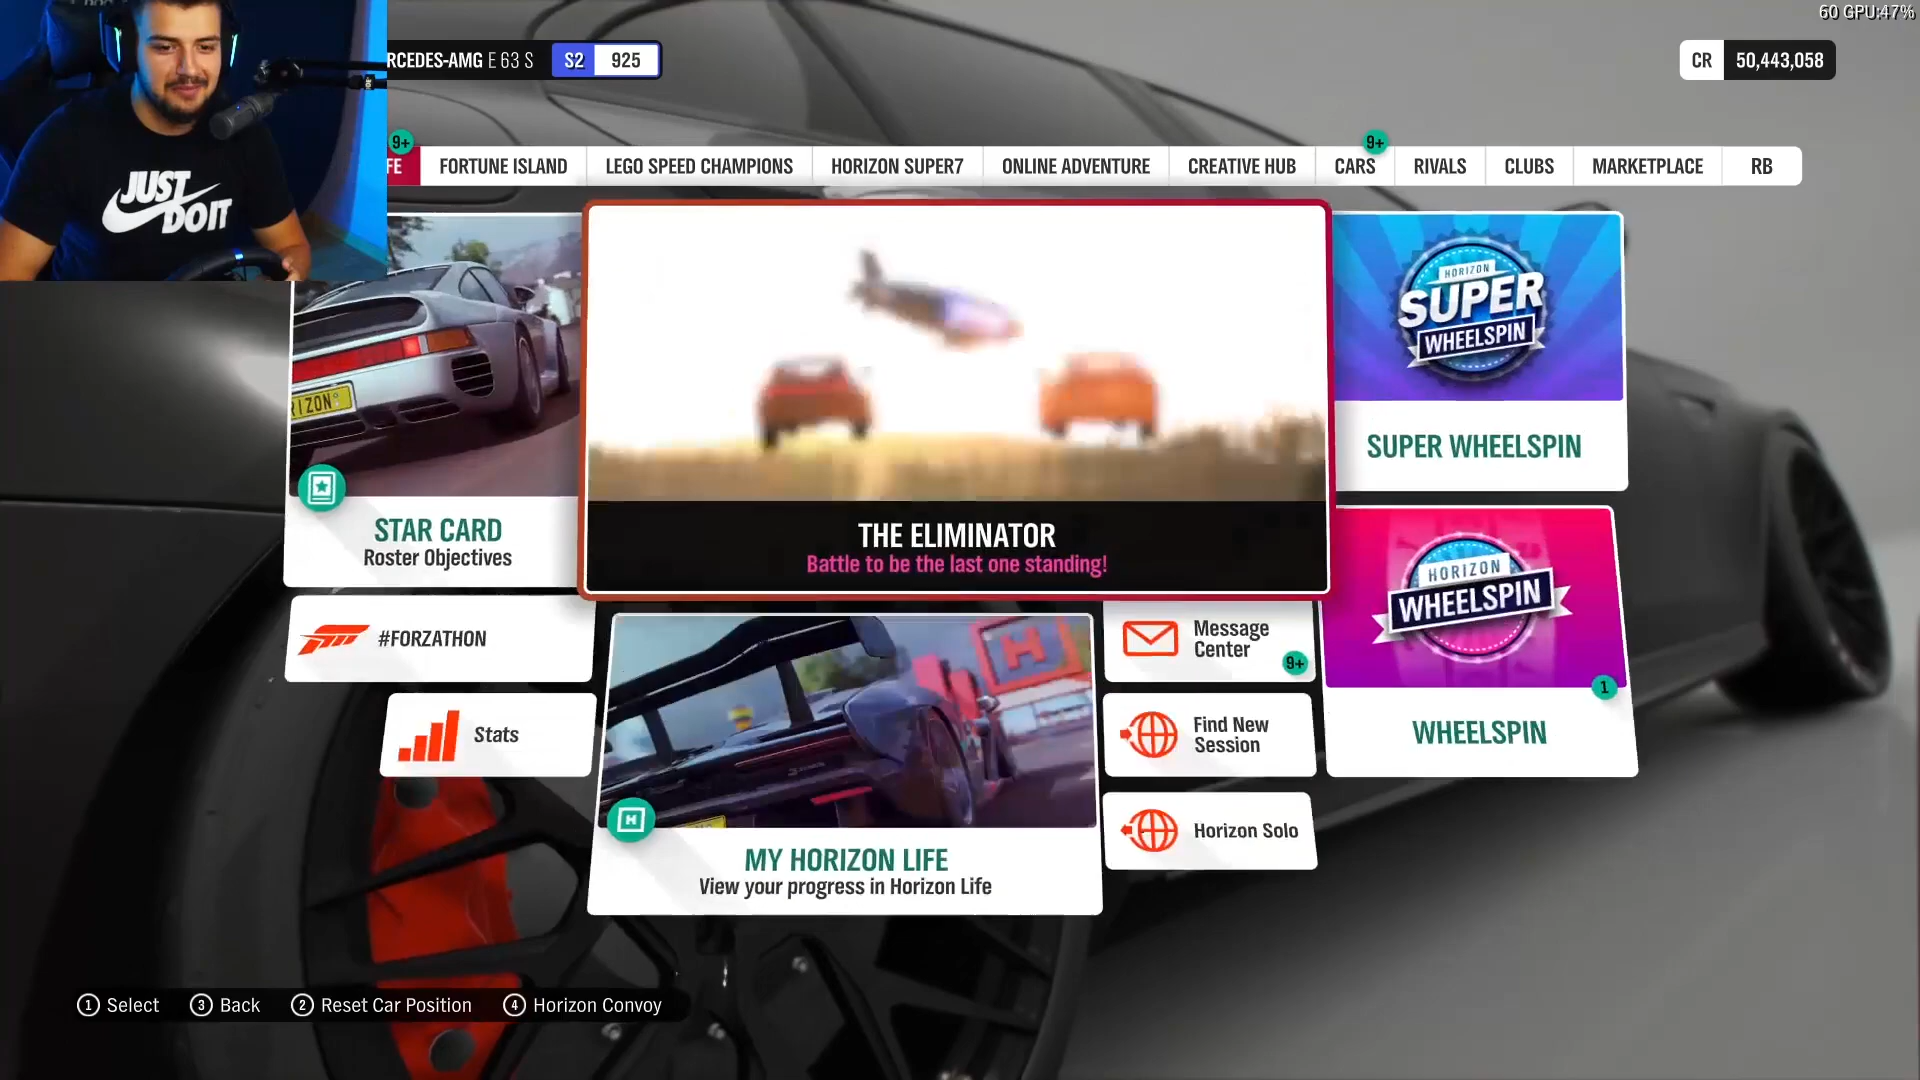 60 GPU:47%
RCEDES-AMG E 63 S
S2 925
CR 50,443,058
JUST
DO IT
9+
9+
FE
FORTUNE ISLAND
LEGO SPEED CHAMPIONS
HORIZON SUPER7
ONLINE ADVENTURE
CREATIVE HUB
CARS
RIVALS
CLUBS
MARKETPLACE
RB
RIZON
STAR CARD
Roster Objectives
THE ELIMINATOR
Battle to be the last one standing!
HORIZON
SUPER
WHEELSPIN
SUPER WHEELSPIN
#FORZATHON
Stats
H
H
MY HORIZON LIFE
View your progress in Horizon Life
Message
Center
9+
Find New
Session
Horizon Solo
HORIZON
WHEELSPIN
1
WHEELSPIN
1 Select
3 Back
2 Reset Car Position
4 Horizon Convoy